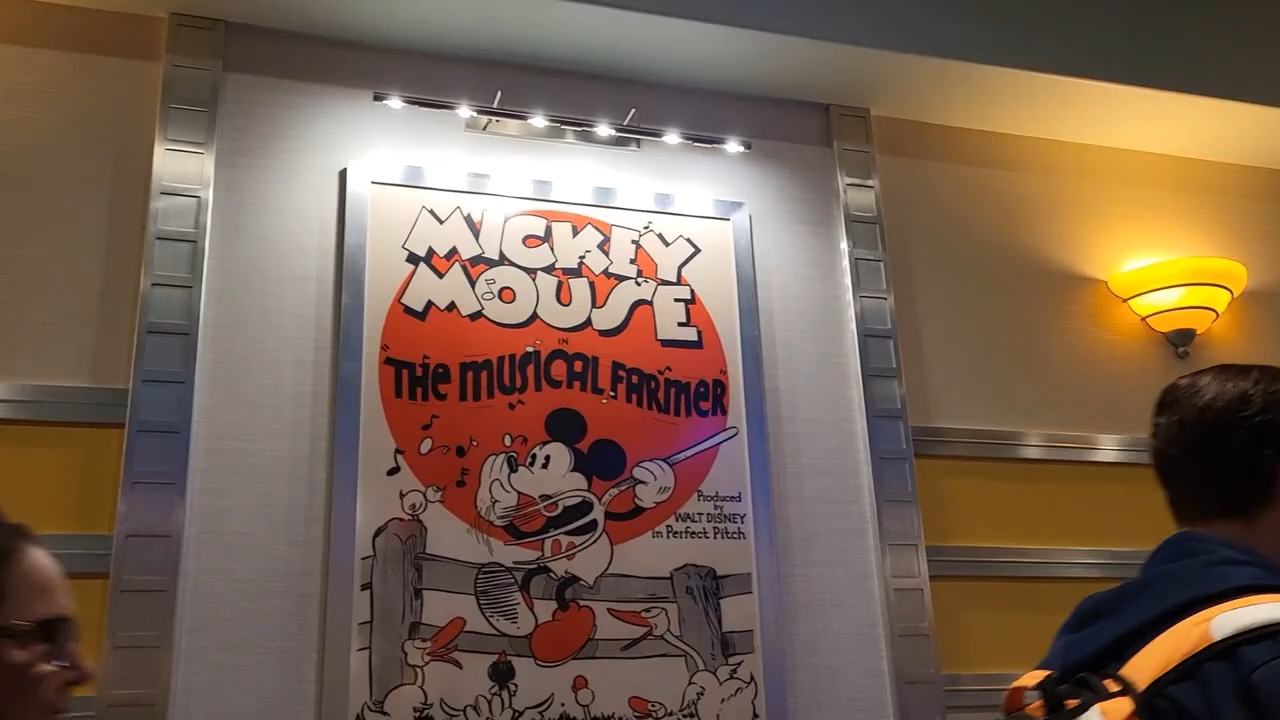 MICKEY
MOUSE
IN
"THE MUSICAL FARMER"
Produced
by
WALT DISNEY
in Perfect Pitch